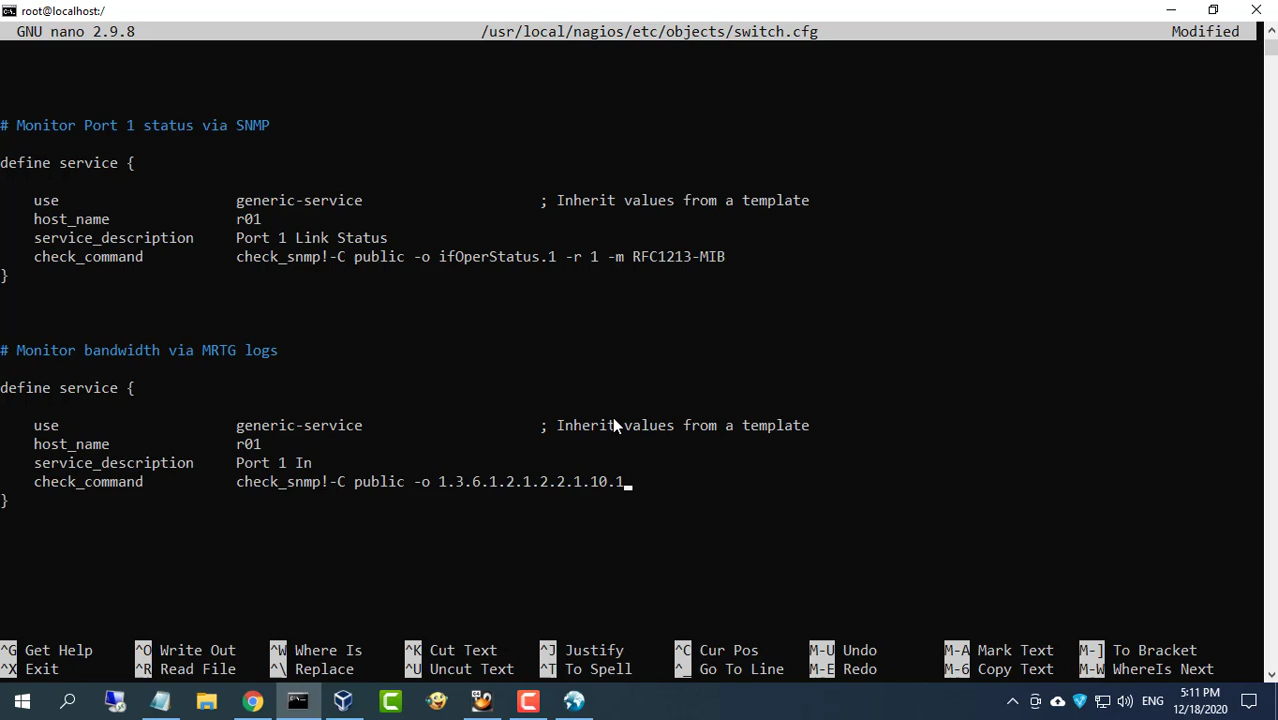 root@localhost:/
GNU nano 2.9.8 /usr/local/nagios/etc/objects/switch.cfg Modified
# Monitor Port 1 status via SNMP
define service {
use generic-service ; Inherit values from a template
host_name r01
service_description Port 1 Link Status
check_command check_snmp!-C public -o ifOperStatus.1 -r 1 -m RFC1213-MIB
}
# Monitor bandwidth via MRTG logs
define service {
use generic-service ; Inherit values from a template
host_name r01
service_description Port 1 In
check_command check_snmp!-C public -o 1.3.6.1.2.1.2.2.1.10.1
}
^G Get Help ^O Write Out ^W Where Is ^K Cut Text ^J Justify ^C Cur Pos M-U Undo M-A Mark Text M-] To Bracket
^X Exit ^R Read File ^\ Replace ^U Uncut Text ^T To Spell ^_ Go To Line M-E Redo M-6 Copy Text M-W WhereIs Next
ENG
5:11 PM
12/18/2020